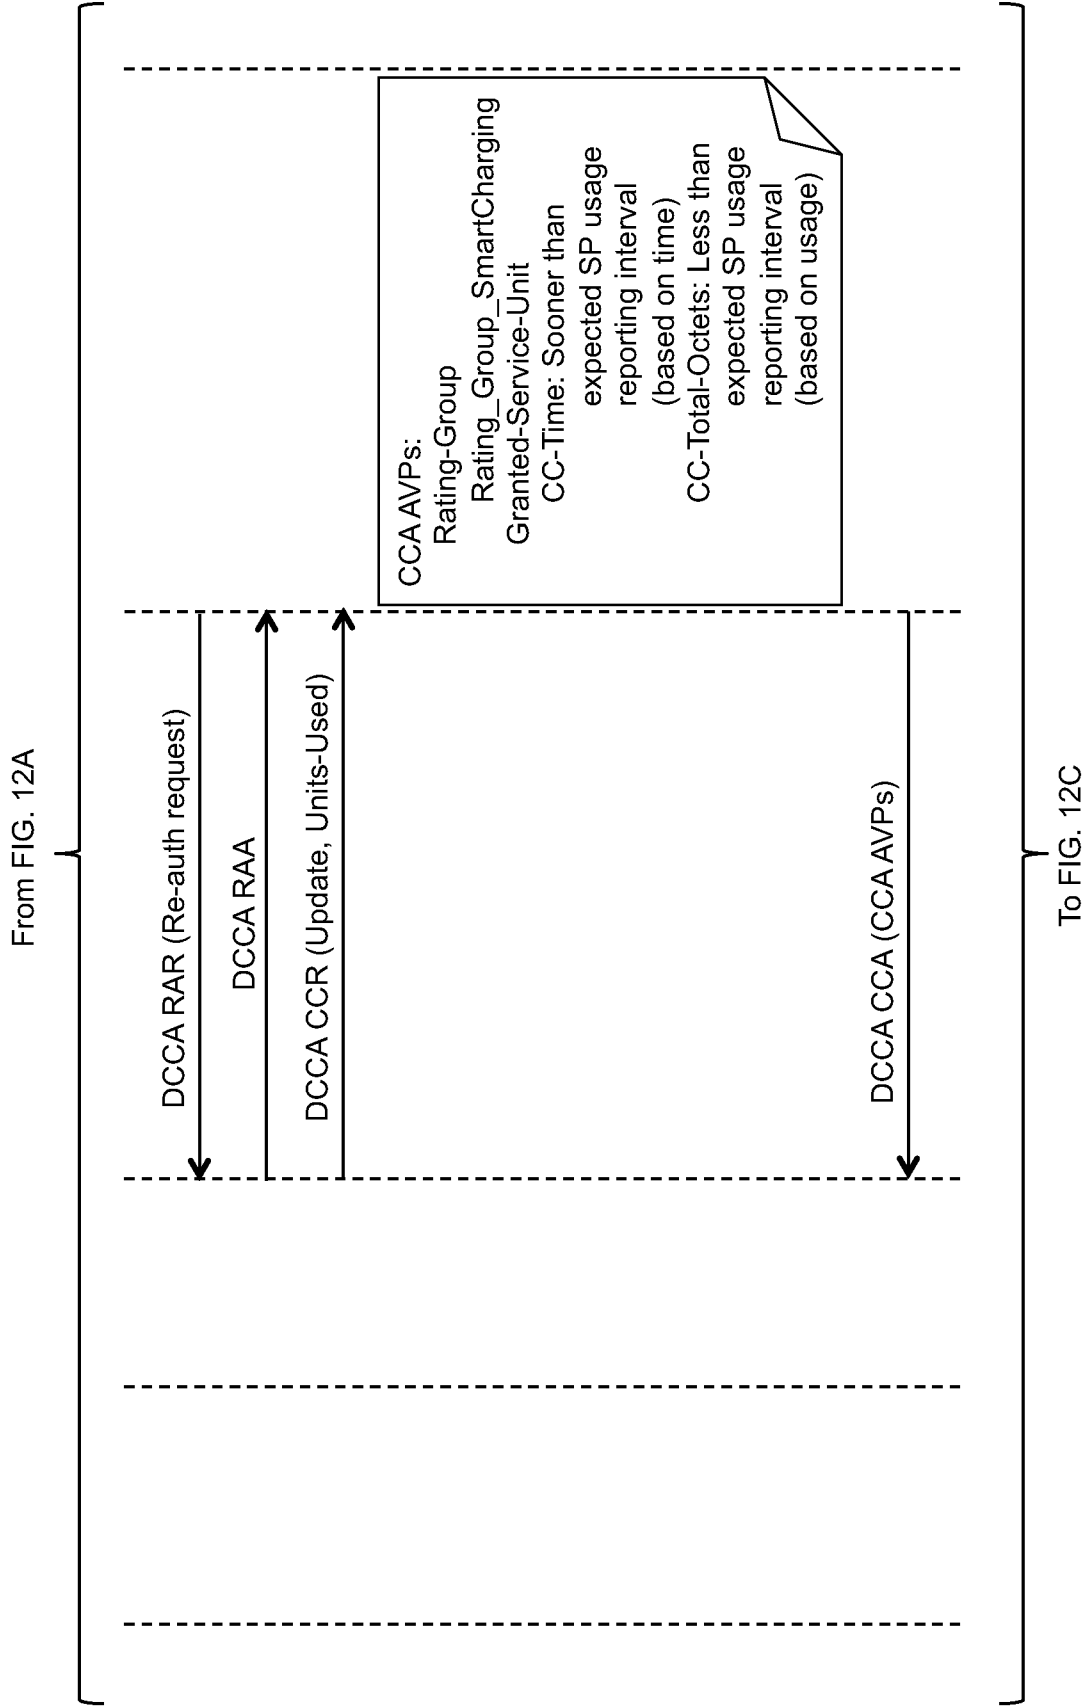 From FIG. 12A
DCCA RAR (Re-auth request)
DCCA RAA
DCCA CCR (Update, Units-Used)
CCA AVPs:
Rating-Group
Rating_Group_SmartCharging
Granted-Service-Unit
CC-Time: Sooner than
expected SP usage
reporting interval
(based on time)
CC-Total-Octets: Less than
expected SP usage
reporting interval
(based on usage)
DCCA CCA (CCA AVPs)
To FIG. 12C